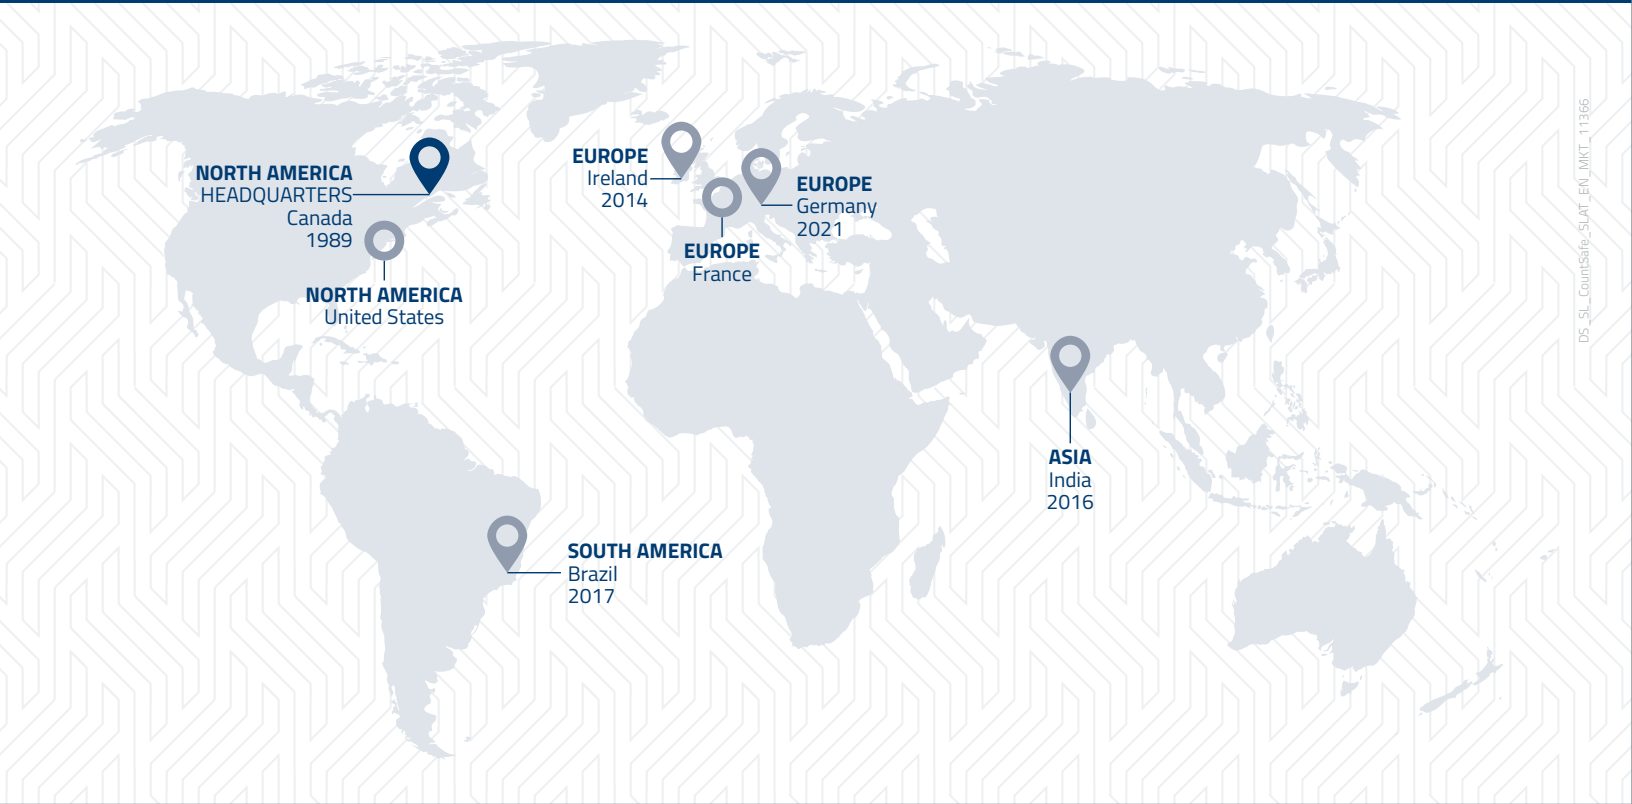 NORTH AMERICA
HEADQUARTERS
Canada
1989
NORTH AMERICA
United States
EUROPE
Ireland
2014
EUROPE
Germany
2021
EUROPE
France
ASIA
India
2016
SOUTH AMERICA
Brazil
2017
DS_SL_CountSafe_SLAT_EN_MKT_11366